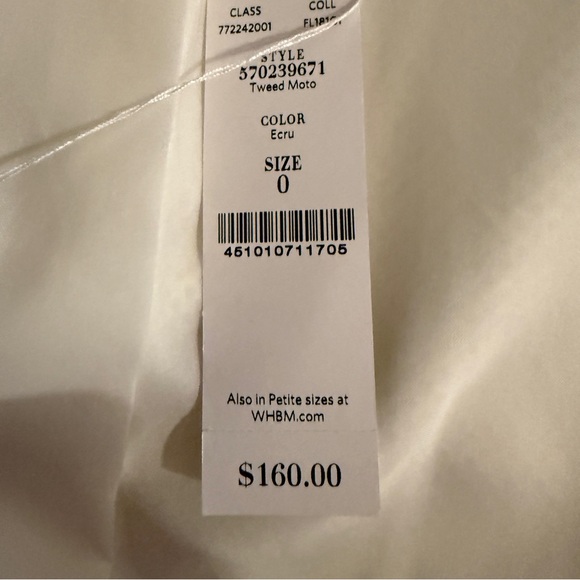 CLASS COLL
772242001
STYLE
570239671
Tweed Moto
COLOR
Ecru
SIZE
0
451010711705
Also in Petite sizes at
WHBM.com
$160.00